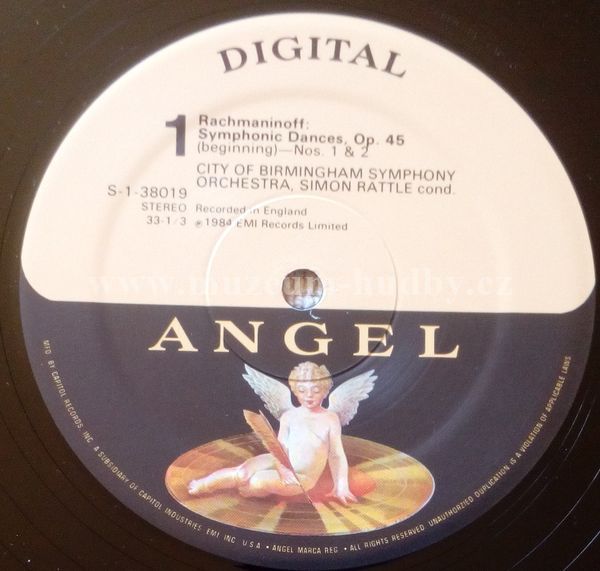 DIGITAL
1
Rachmaninoff:
Symphonic Dances, Op. 45
(beginning)—Nos. 1 & 2
CITY OF BIRMINGHAM SYMPHONY
ORCHESTRA, SIMON RATTLE cond.
S-1-38019
STEREO Recorded in England
33-1/3 ℗1984 EMI Records Limited
www.muzeum-hudby.cz
ANGEL
MFD. BY CAPITOL RECORDS, INC. A SUBSIDIARY OF CAPITOL INDUSTRIES, EMI, INC. U.S.A. • ANGEL MARCA REG. • ALL RIGHTS RESERVED. UNAUTHORIZED DUPLICATION IS A VIOLATION OF APPLICABLE LAWS